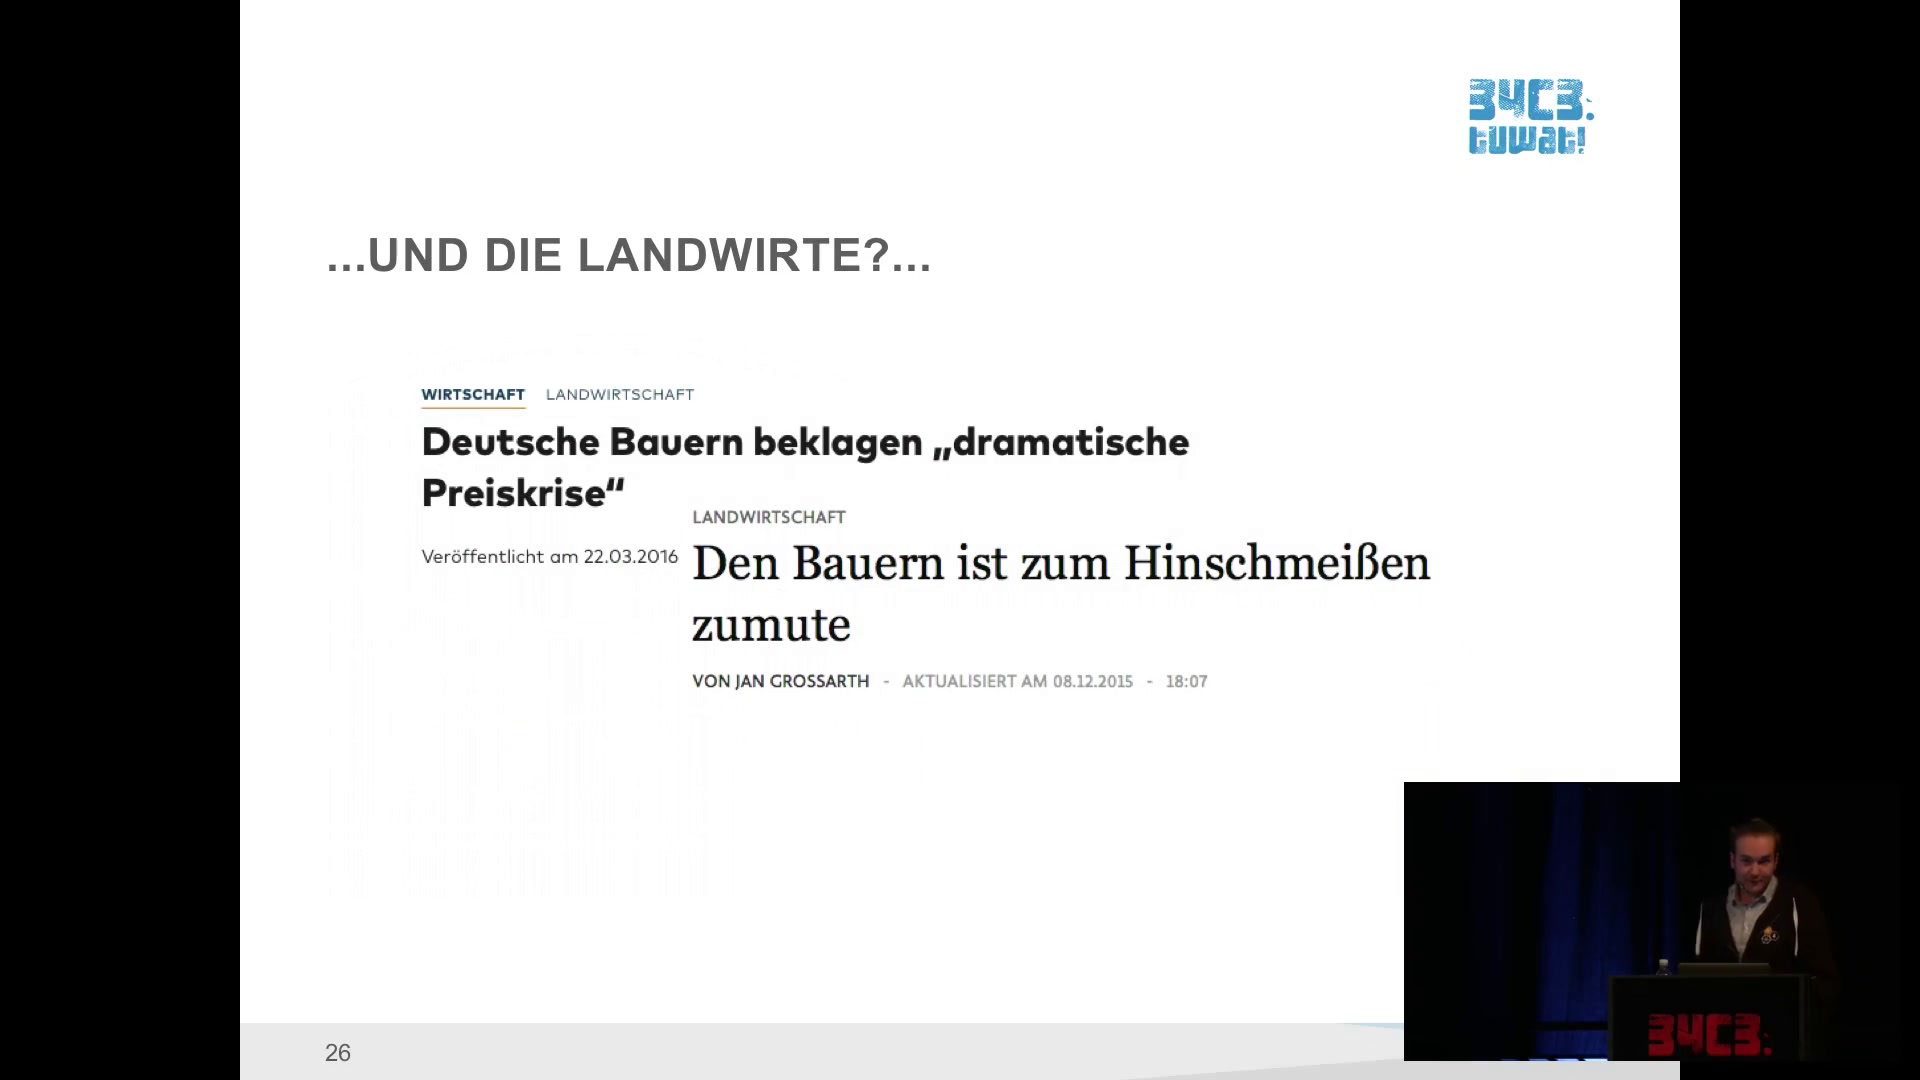 34C3.
tuwat!
...UND DIE LANDWIRTE?...
WIRTSCHAFT LANDWIRTSCHAFT
Deutsche Bauern beklagen „dramatische
Preiskrise“
Veröffentlicht am 22.03.2016
LANDWIRTSCHAFT
Den Bauern ist zum Hinschmeißen
zumute
VON JAN GROSSARTH - AKTUALISIERT AM 08.12.2015 - 18:07
34C3.
26